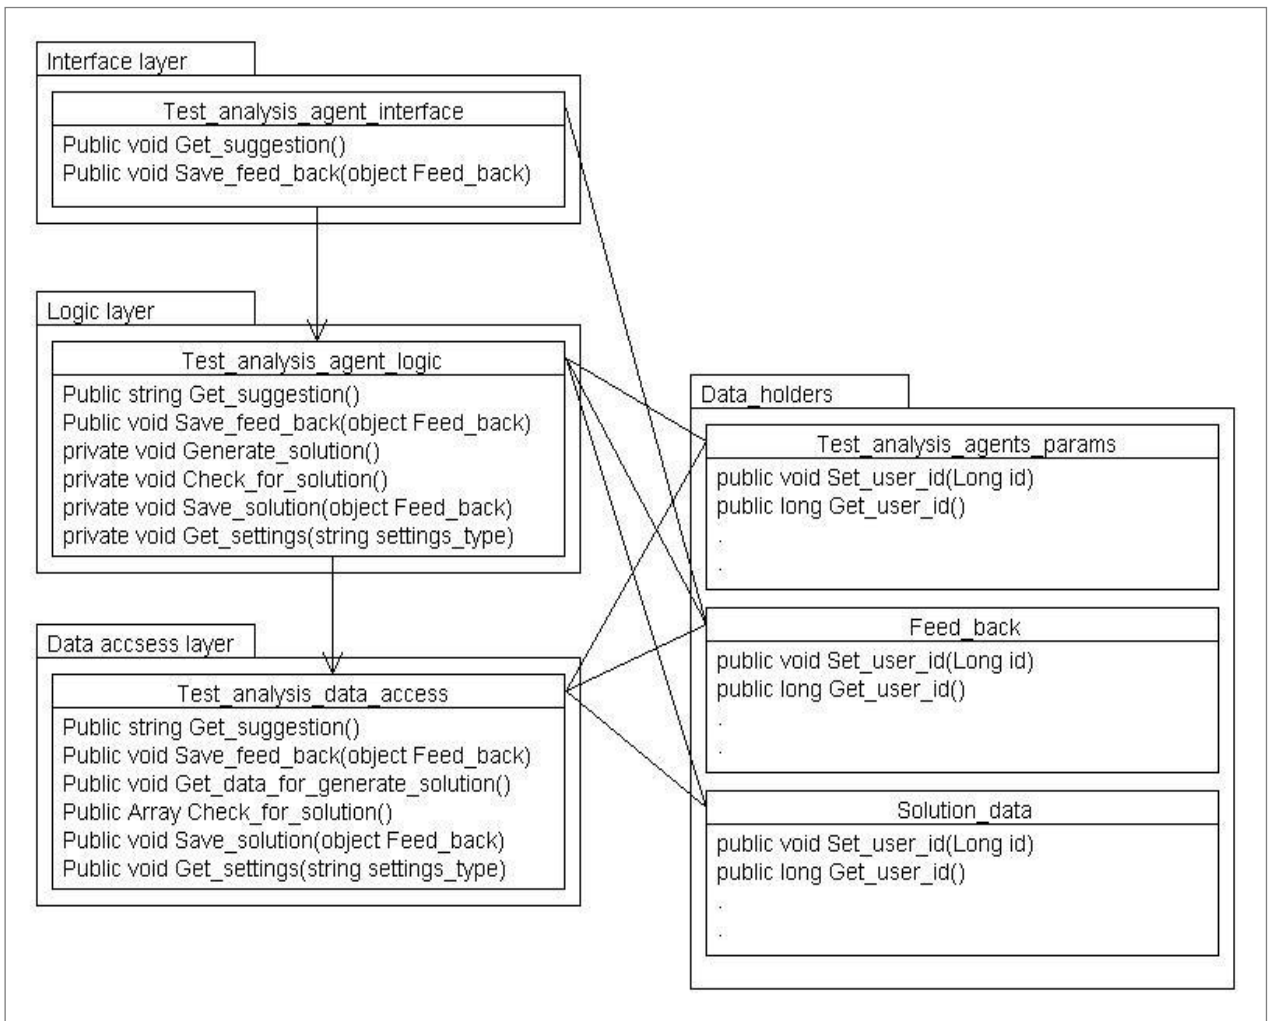 Interface layer
Test_analysis_agent_interface
Public void Get_suggestion()
Public void Save_feed_back(object Feed_back)
Logic layer
Test_analysis_agent_logic
Public string Get_suggestion()
Public void Save_feed_back(object Feed_back)
private void Generate_solution()
private void Check_for_solution()
private void Save_solution(object Feed_back)
private void Get_settings(string settings_type)
Data accsess layer
Test_analysis_data_access
Public string Get_suggestion()
Public void Save_feed_back(object Feed_back)
Public void Get_data_for_generate_solution()
Public Array Check_for_solution()
Public void Save_solution(object Feed_back)
Public void Get_settings(string settings_type)
Data_holders
Test_analysis_agents_params
public void Set_user_id(Long id)
public long Get_user_id()
.
.
Feed_back
public void Set_user_id(Long id)
public long Get_user_id()
.
.
Solution_data
public void Set_user_id(Long id)
public long Get_user_id()
.
.